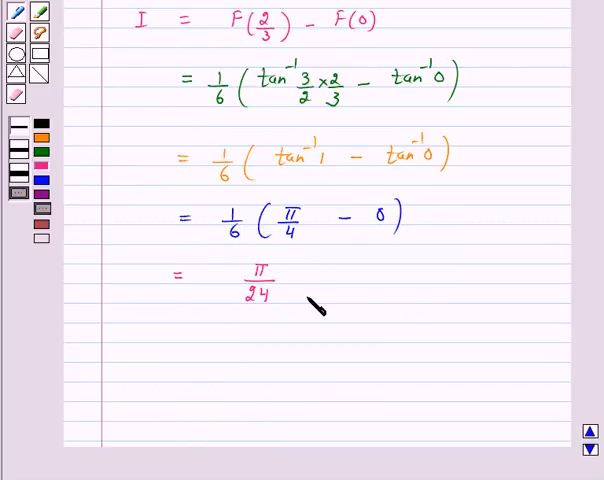 I = F(2/3) - F(0)
= 1/6 ( tan⁻¹ 3/2 × 2/3 - tan⁻¹ 0 )
= 1/6 ( tan⁻¹ 1 - tan⁻¹ 0 )
= 1/6 ( π/4 - 0 )
= π/24